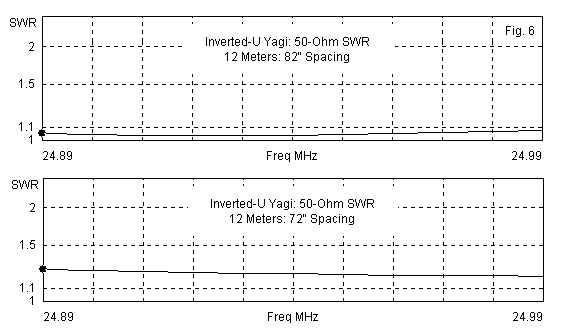 SWR
Fig. 6
2
Inverted-U Yagi: 50-Ohm SWR
12 Meters: 82" Spacing
1.5
1.1
1
24.89
Freq MHz
24.99
SWR
2
Inverted-U Yagi: 50-Ohm SWR
12 Meters: 72" Spacing
1.5
1.1
1
24.89
Freq MHz
24.99